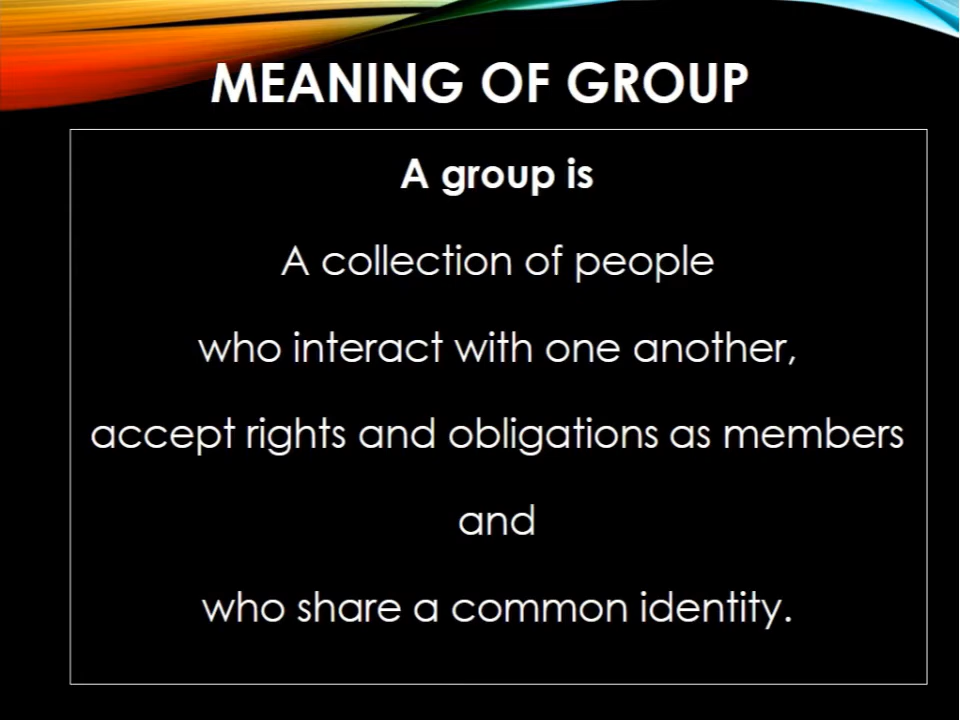 MEANING OF GROUP
A group is
A collection of people
who interact with one another,
accept rights and obligations as members
and
who share a common identity.